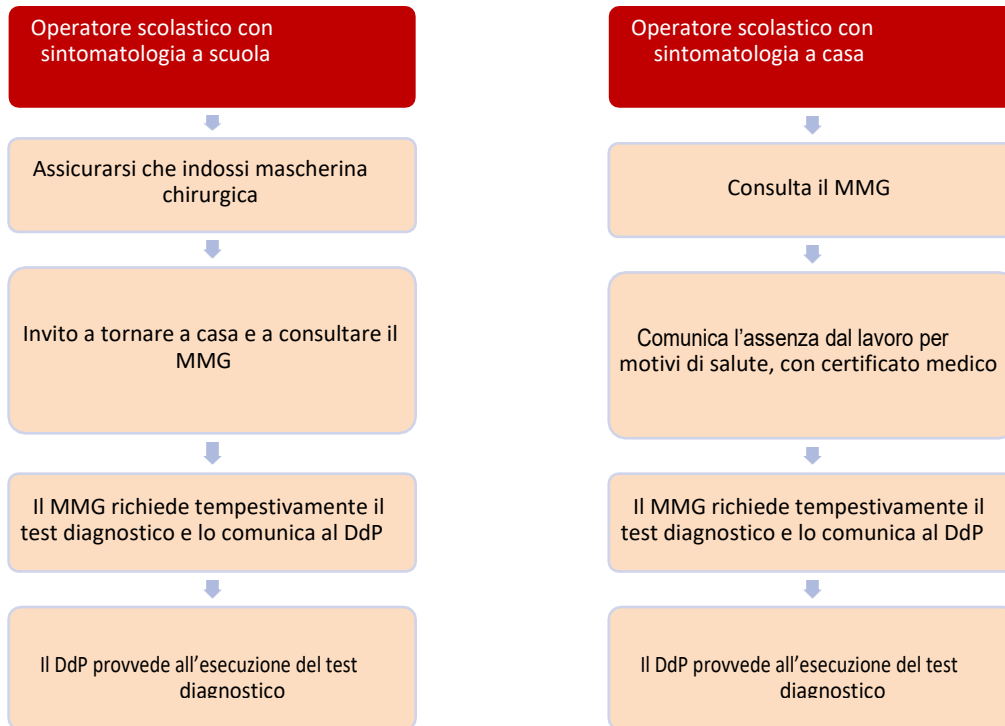 Operatore scolastico con
sintomatologia a scuola
Assicurarsi che indossi mascherina
chirurgica
Invito a tornare a casa e a consultare il
MMG
Il MMG richiede tempestivamente il
test diagnostico e lo comunica al DdP
Il DdP provvede all’esecuzione del test
diagnostico
Operatore scolastico con
sintomatologia a casa
Consulta il MMG
Comunica l’assenza dal lavoro per
motivi di salute, con certificato medico
Il MMG richiede tempestivamente il
test diagnostico e lo comunica al DdP
Il DdP provvede all’esecuzione del test
diagnostico